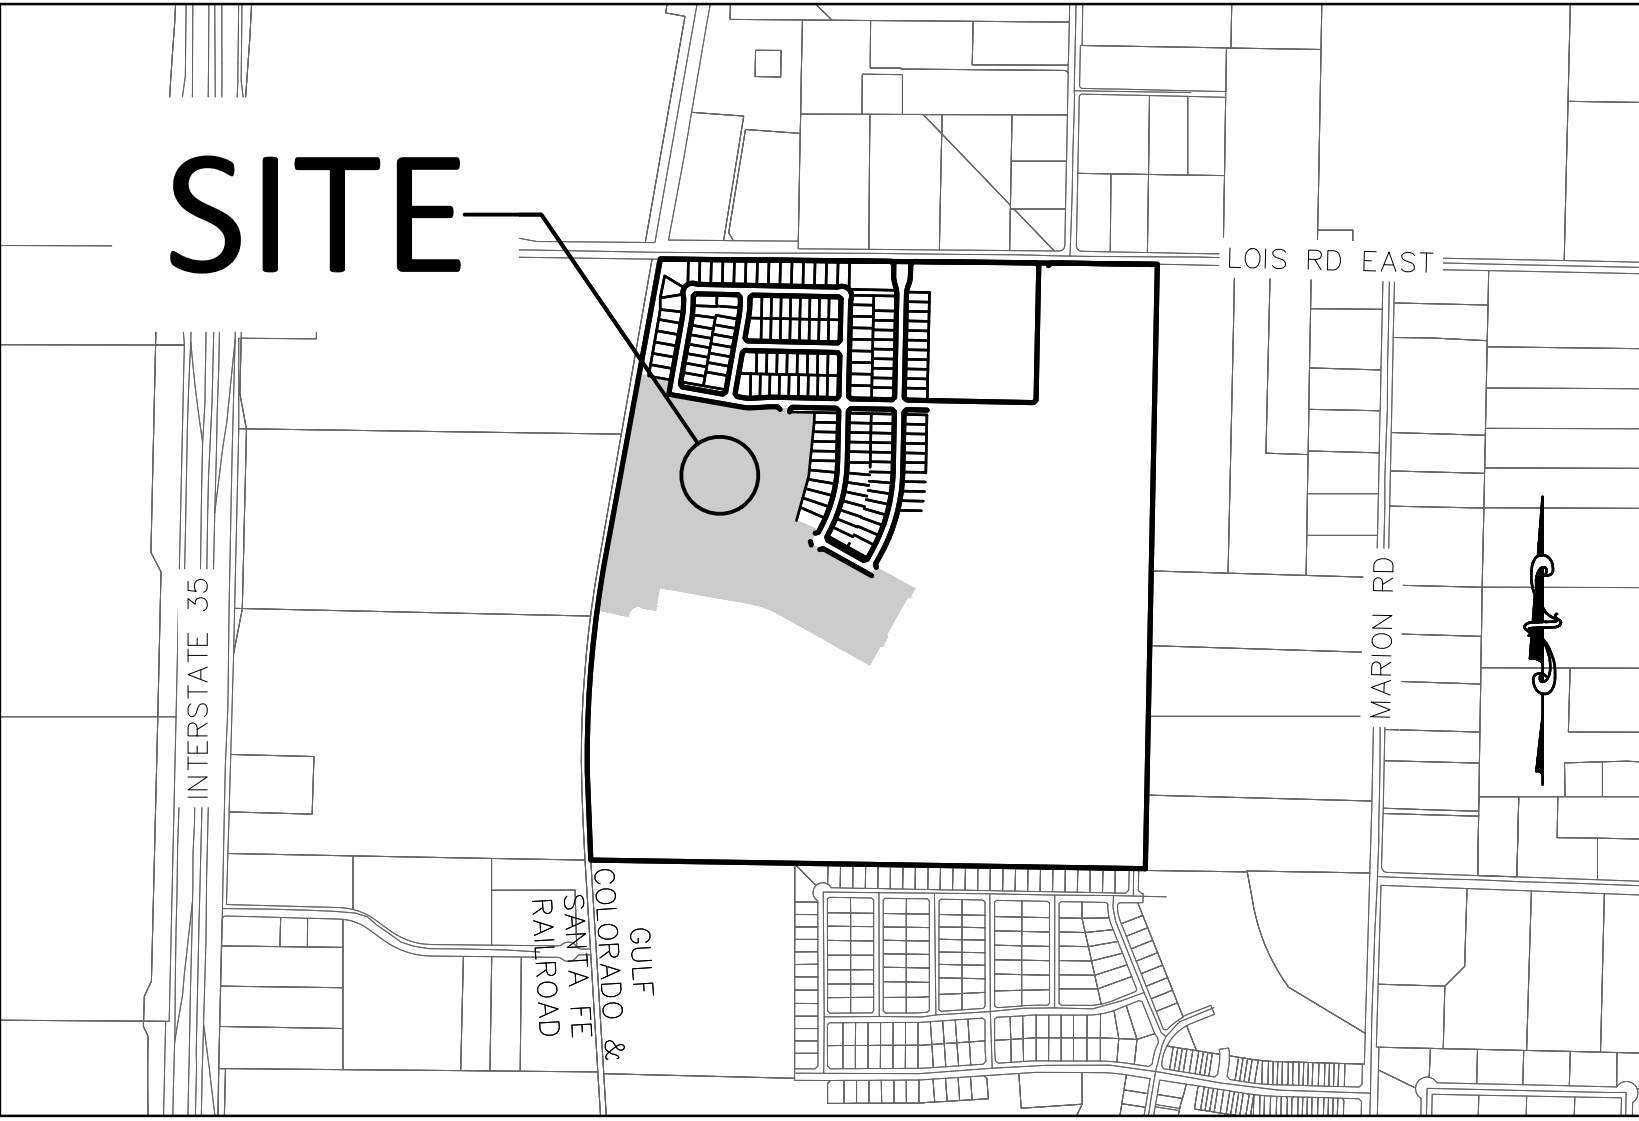 SITE
LOIS RD EAST
INTERSTATE 35
MARION RD
GULF
COLORADO &
SANTA FE
RAILROAD